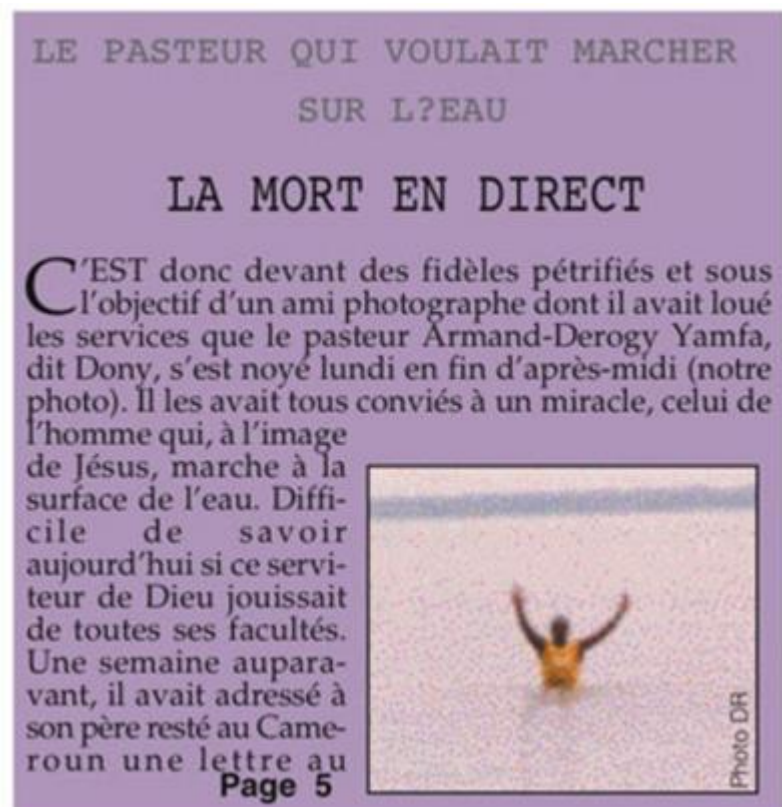 LE PASTEUR QUI VOULAIT MARCHER
SUR L?EAU
LA MORT EN DIRECT
C'EST donc devant des fidèles pétrifiés et sous
l'objectif d'un ami photographe dont il avait loué
les services que le pasteur Armand-Derogy Yamfa,
dit Dony, s'est noyé lundi en fin d'après-midi (notre
photo). Il les avait tous conviés à un miracle, celui de
l'homme qui, à l'image
de Jésus, marche à la
surface de l'eau. Diffi-
cile de savoir
aujourd'hui si ce servi-
teur de Dieu jouissait
de toutes ses facultés.
Une semaine aupara-
vant, il avait adressé à
son père resté au Came-
roun une lettre au
Page 5
Photo DR